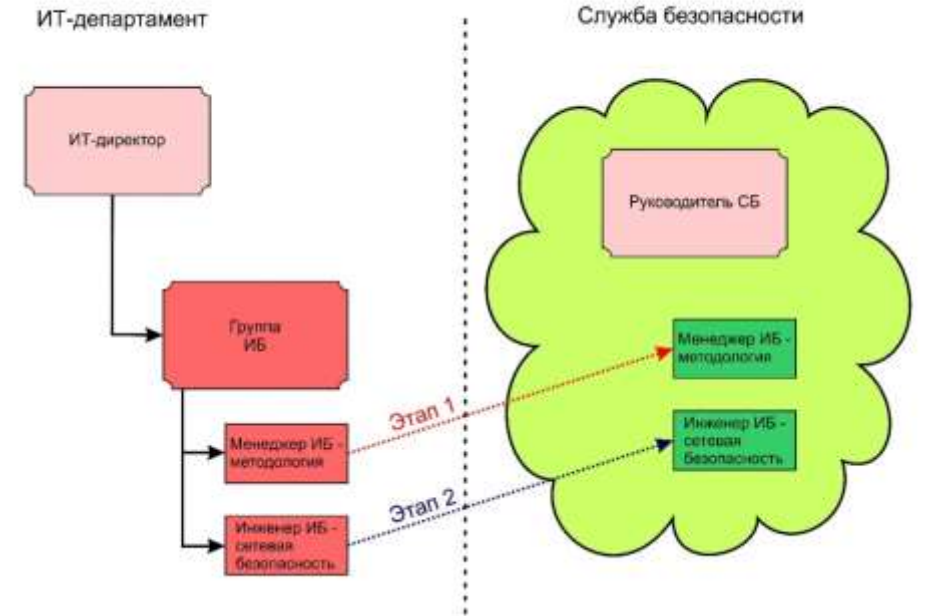 ИТ-департамент
Служба безопасности
ИТ-директор
Руководитель СБ
Группа
ИБ
Менеджер ИБ -
методология
Этап 1
Менеджер ИБ -
методология
Инженер ИБ -
сетевая
безопасность
Этап 2
Инженер ИБ -
сетевая
безопасность